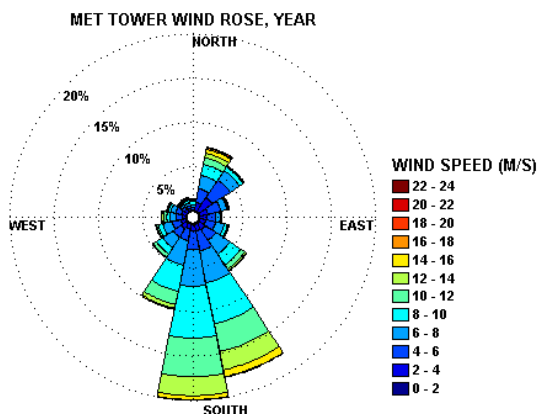 MET TOWER WIND ROSE, YEAR
NORTH
20%
15%
10%
5%
WEST
EAST
SOUTH
WIND SPEED (M/S)
22 - 24
20 - 22
18 - 20
16 - 18
14 - 16
12 - 14
10 - 12
8 - 10
6 - 8
4 - 6
2 - 4
0 - 2